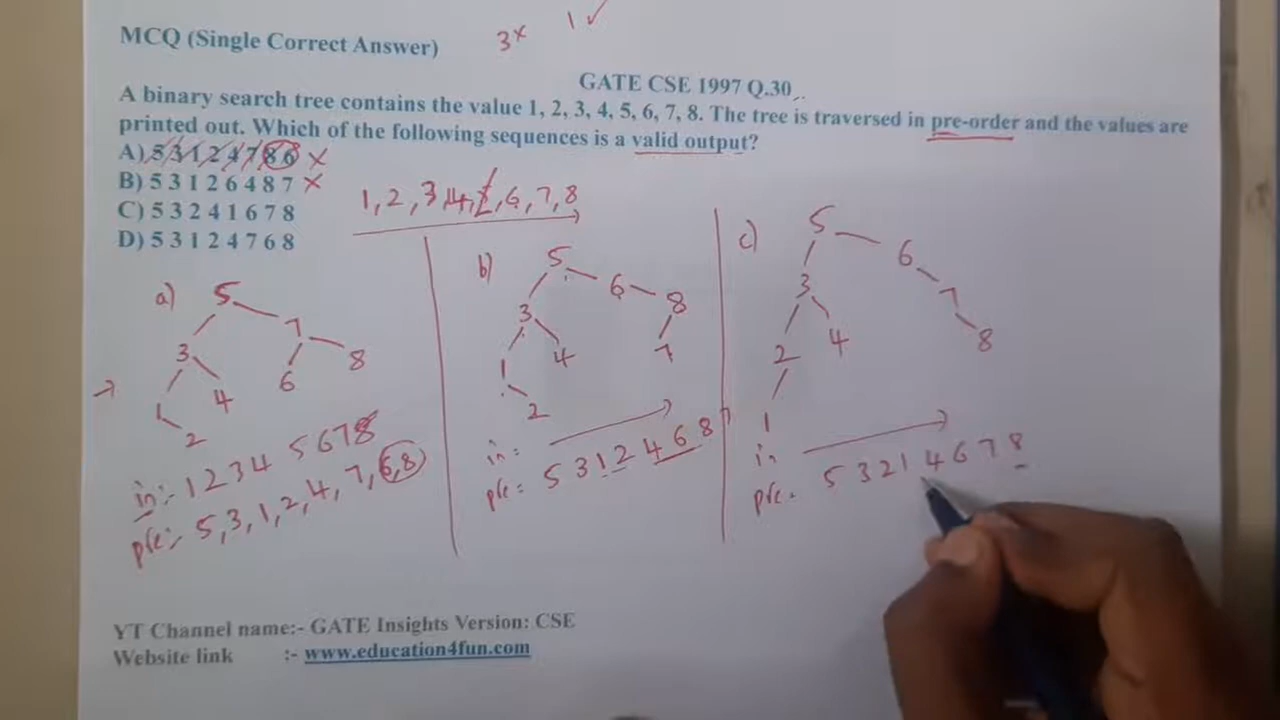 3× 1 ✓
MCQ (Single Correct Answer)
GATE CSE 1997 Q.30
A binary search tree contains the value 1, 2, 3, 4, 5, 6, 7, 8. The tree is traversed in pre-order and the values are
printed out. Which of the following sequences is a valid output?
A) 5 3 1 2 4 7 8 6 ×
B) 5 3 1 2 6 4 8 7 ×
C) 5 3 2 4 1 6 7 8
D) 5 3 1 2 4 7 6 8
1, 2, 3, 4, 5, 6, 7, 8
a) 5
7
3
6 8
4
1
2
in:- 1 2 3 4 5 6 7 8
pre:- 5, 3, 1, 2, 4, 7, 6, 8
b) 5
6 8
3
4 7
1
2
in:
pre: 5 3 1 2 4 6 8 7
c) 5
6
3 7
2 4 8
1
in
pre. 5 3 2 1 4 6 7 8
YT Channel name:- GATE Insights Version: CSE
Website link :- www.education4fun.com